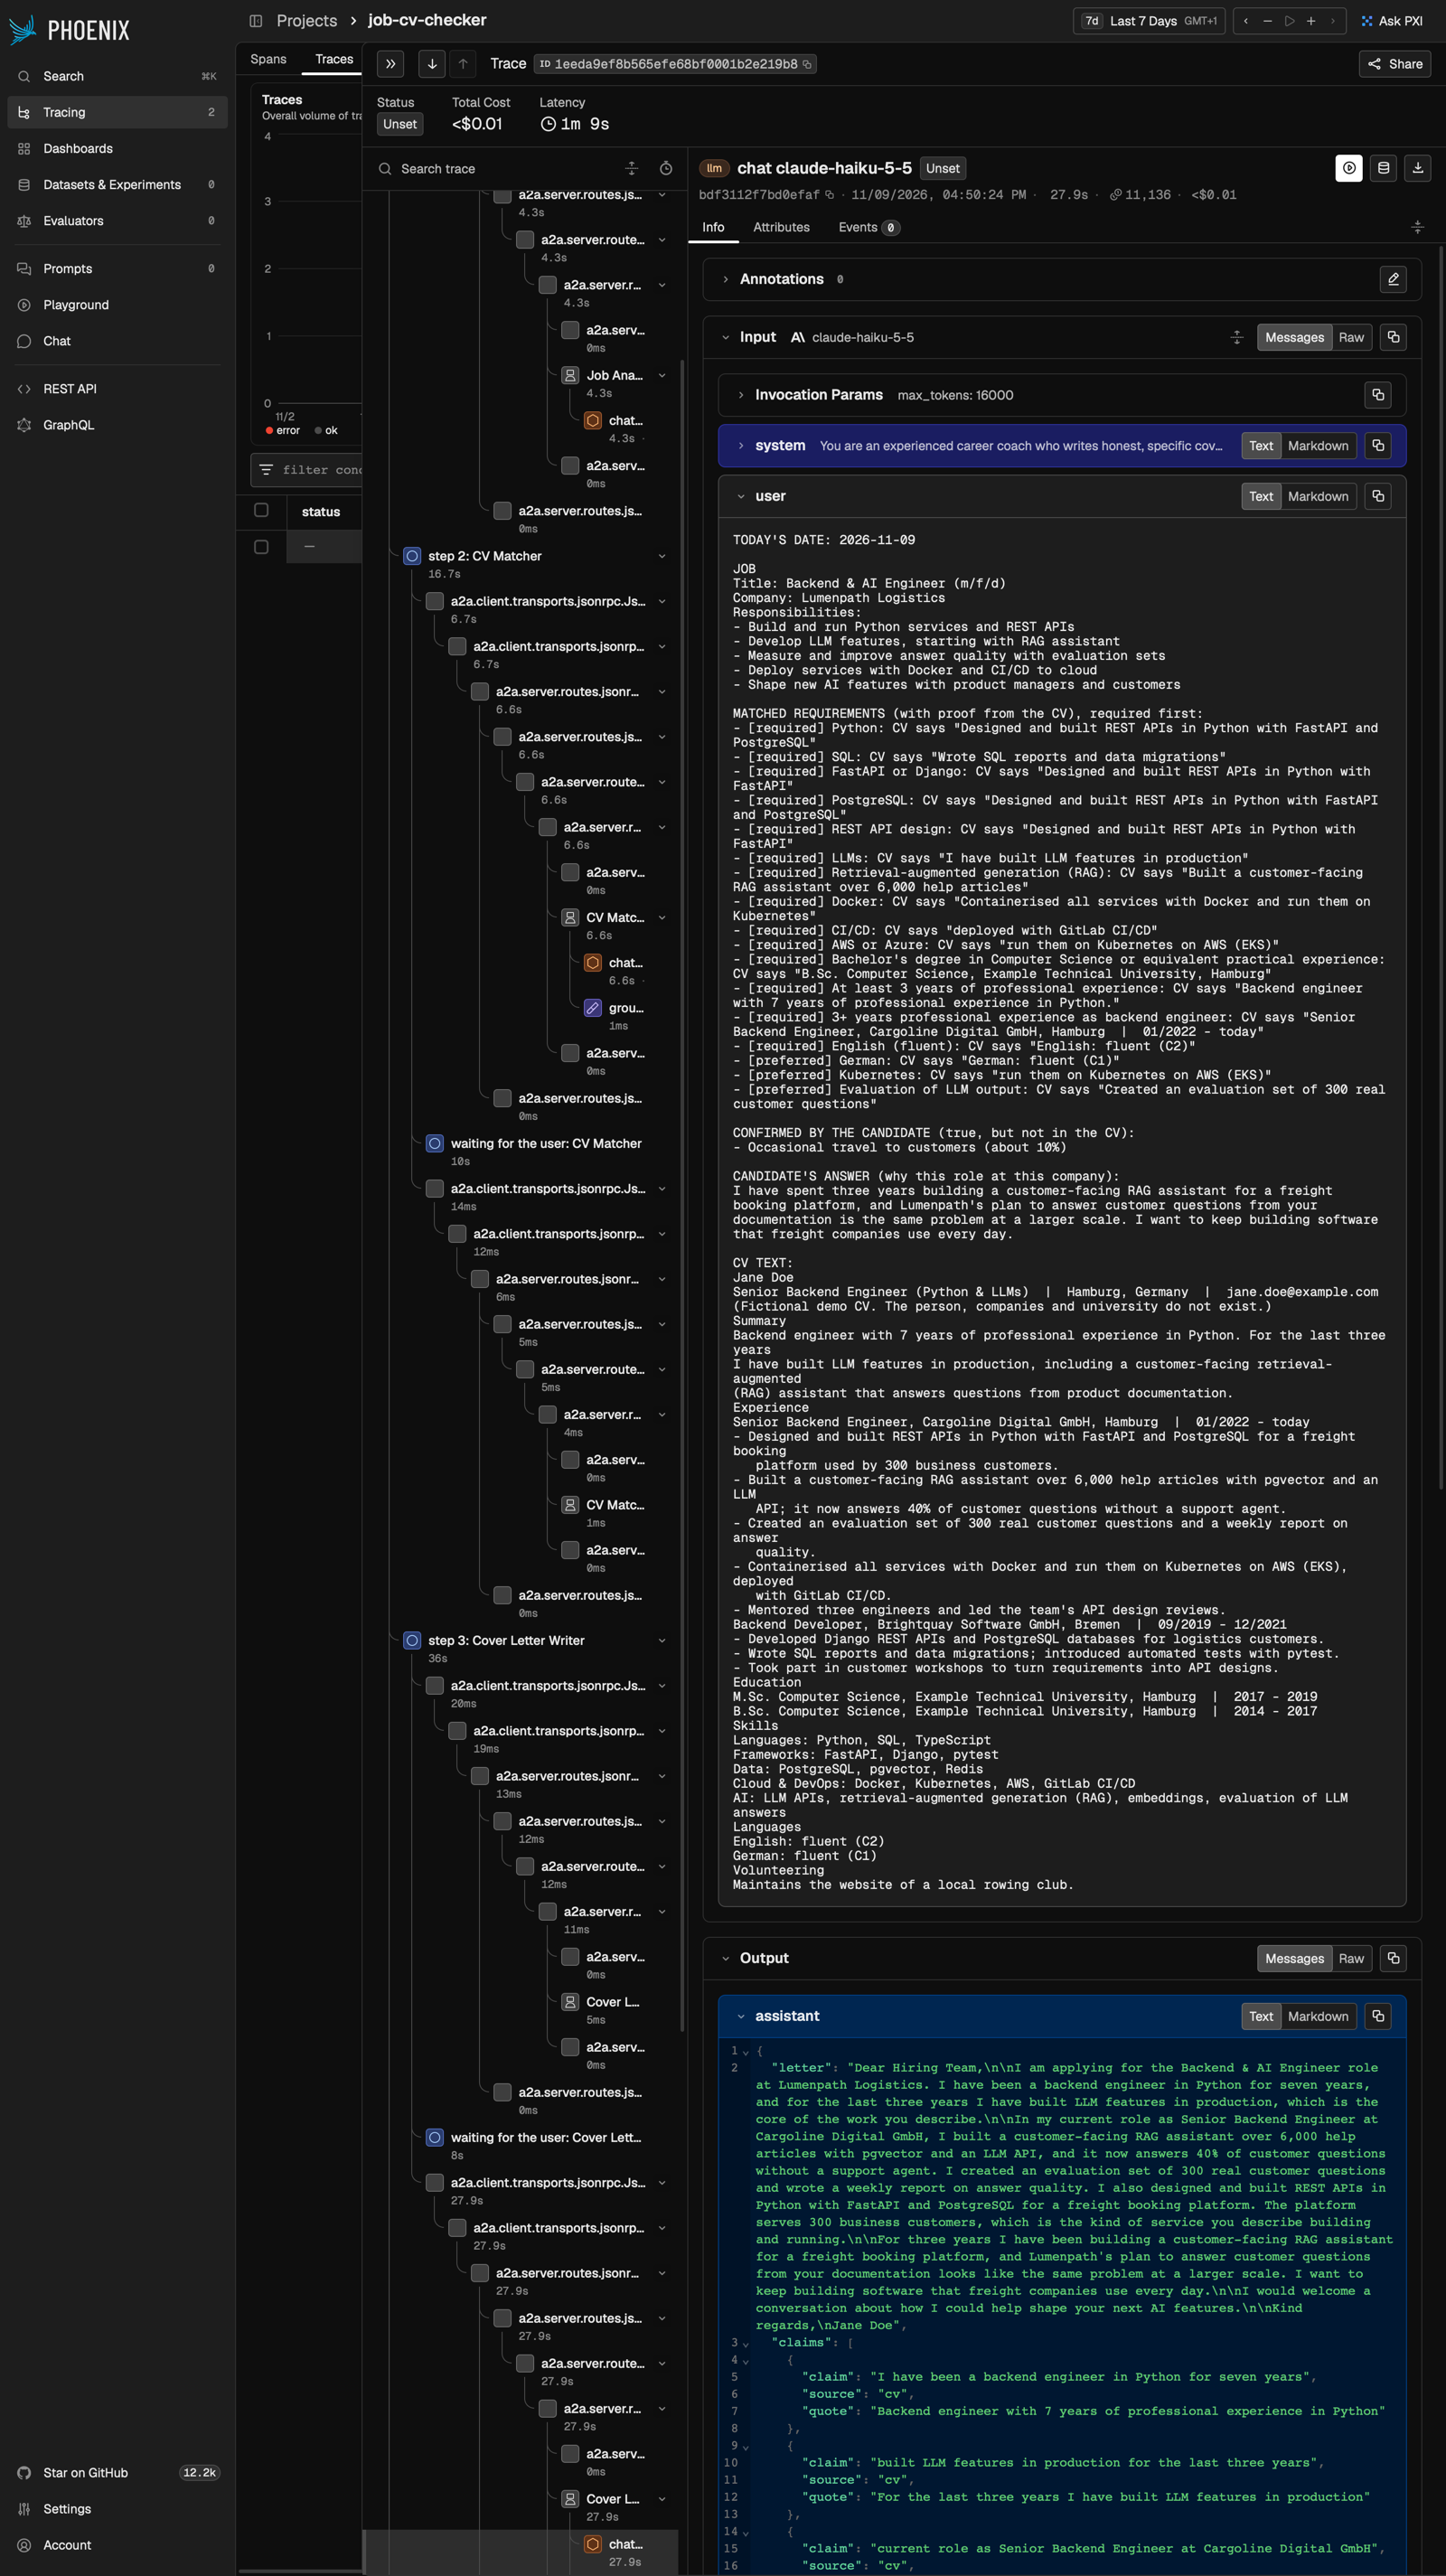 PHOENIX
Search
⌘K
Tracing
2
Dashboards
Datasets & Experiments
0
Evaluators
0
Prompts
0
Playground
Chat
REST API
GraphQL
Star on GitHub
12.2k
Settings
Account
Projects
job-cv-checker
7d Last 7 Days GMT+1
Ask PXI
Spans
Traces
Traces
Overall volume of tra
4
3
2
1
0
11/2
error
ok
filter conc
status
—
Trace
ID 1eeda9ef8b565efe68bf0001b2e219b8
Share
Status
Total Cost
Latency
Unset
<$0.01
1m 9s
Search trace
a2a.server.routes.js...
4.3s
a2a.server.route...
4.3s
a2a.server.r...
4.3s
a2a.serv...
0ms
Job Ana...
4.3s
chat...
4.3s
a2a.serv...
0ms
a2a.server.routes.js...
0ms
step 2: CV Matcher
16.7s
a2a.client.transports.jsonrpc.Js...
6.7s
a2a.client.transports.jsonrp...
6.7s
a2a.server.routes.jsonr...
6.6s
a2a.server.routes.js...
6.6s
a2a.server.route...
6.6s
a2a.server.r...
6.6s
a2a.serv...
0ms
CV Matc...
6.6s
chat...
6.6s
grou...
1ms
a2a.serv...
0ms
a2a.server.routes.js...
0ms
waiting for the user: CV Matcher
10s
a2a.client.transports.jsonrpc.Js...
14ms
a2a.client.transports.jsonrp...
12ms
a2a.server.routes.jsonr...
6ms
a2a.server.routes.js...
5ms
a2a.server.route...
5ms
a2a.server.r...
4ms
a2a.serv...
0ms
CV Matc...
1ms
a2a.serv...
0ms
a2a.server.routes.js...
0ms
step 3: Cover Letter Writer
36s
a2a.client.transports.jsonrpc.Js...
20ms
a2a.client.transports.jsonrp...
19ms
a2a.server.routes.jsonr...
13ms
a2a.server.routes.js...
12ms
a2a.server.route...
12ms
a2a.server.r...
11ms
a2a.serv...
0ms
Cover L...
5ms
a2a.serv...
0ms
a2a.server.routes.js...
0ms
waiting for the user: Cover Lett...
8s
a2a.client.transports.jsonrpc.Js...
27.9s
a2a.client.transports.jsonrp...
27.9s
a2a.server.routes.jsonr...
27.9s
a2a.server.routes.js...
27.9s
a2a.server.route...
27.9s
a2a.server.r...
27.9s
a2a.serv...
0ms
Cover L...
27.9s
chat...
27.9s
llm chat claude-haiku-5-5 Unset
bdf3112f7bd0efaf · 11/09/2026, 04:50:24 PM · 27.9s · 11,136 · <$0.01
Info
Attributes
Events 0
Annotations 0
Input claude-haiku-5-5
Messages Raw
Invocation Params max_tokens: 16000
system You are an experienced career coach who writes honest, specific cov...
Text Markdown
user
Text Markdown
TODAY'S DATE: 2026-11-09
JOB
Title: Backend & AI Engineer (m/f/d)
Company: Lumenpath Logistics
Responsibilities:
- Build and run Python services and REST APIs
- Develop LLM features, starting with RAG assistant
- Measure and improve answer quality with evaluation sets
- Deploy services with Docker and CI/CD to cloud
- Shape new AI features with product managers and customers
MATCHED REQUIREMENTS (with proof from the CV), required first:
- [required] Python: CV says "Designed and built REST APIs in Python with FastAPI and
PostgreSQL"
- [required] SQL: CV says "Wrote SQL reports and data migrations"
- [required] FastAPI or Django: CV says "Designed and built REST APIs in Python with
FastAPI"
- [required] PostgreSQL: CV says "Designed and built REST APIs in Python with FastAPI
and PostgreSQL"
- [required] REST API design: CV says "Designed and built REST APIs in Python with
FastAPI"
- [required] LLMs: CV says "I have built LLM features in production"
- [required] Retrieval-augmented generation (RAG): CV says "Built a customer-facing
RAG assistant over 6,000 help articles"
- [required] Docker: CV says "Containerised all services with Docker and run them on
Kubernetes"
- [required] CI/CD: CV says "deployed with GitLab CI/CD"
- [required] AWS or Azure: CV says "run them on Kubernetes on AWS (EKS)"
- [required] Bachelor's degree in Computer Science or equivalent practical experience:
CV says "B.Sc. Computer Science, Example Technical University, Hamburg"
- [required] At least 3 years of professional experience: CV says "Backend engineer
with 7 years of professional experience in Python."
- [required] 3+ years professional experience as backend engineer: CV says "Senior
Backend Engineer, Cargoline Digital GmbH, Hamburg | 01/2022 - today"
- [required] English (fluent): CV says "English: fluent (C2)"
- [preferred] German: CV says "German: fluent (C1)"
- [preferred] Kubernetes: CV says "run them on Kubernetes on AWS (EKS)"
- [preferred] Evaluation of LLM output: CV says "Created an evaluation set of 300 real
customer questions"
CONFIRMED BY THE CANDIDATE (true, but not in the CV):
- Occasional travel to customers (about 10%)
CANDIDATE'S ANSWER (why this role at this company):
I have spent three years building a customer-facing RAG assistant for a freight
booking platform, and Lumenpath's plan to answer customer questions from your
documentation is the same problem at a larger scale. I want to keep building software
that freight companies use every day.
CV TEXT:
Jane Doe
Senior Backend Engineer (Python & LLMs) | Hamburg, Germany | jane.doe@example.com
(Fictional demo CV. The person, companies and university do not exist.)
Summary
Backend engineer with 7 years of professional experience in Python. For the last three
years
I have built LLM features in production, including a customer-facing retrieval-
augmented
(RAG) assistant that answers questions from product documentation.
Experience
Senior Backend Engineer, Cargoline Digital GmbH, Hamburg | 01/2022 - today
- Designed and built REST APIs in Python with FastAPI and PostgreSQL for a freight
booking
platform used by 300 business customers.
- Built a customer-facing RAG assistant over 6,000 help articles with pgvector and an
LLM
API; it now answers 40% of customer questions without a support agent.
- Created an evaluation set of 300 real customer questions and a weekly report on
answer
quality.
- Containerised all services with Docker and run them on Kubernetes on AWS (EKS),
deployed
with GitLab CI/CD.
- Mentored three engineers and led the team's API design reviews.
Backend Developer, Brightquay Software GmbH, Bremen | 09/2019 - 12/2021
- Developed Django REST APIs and PostgreSQL databases for logistics customers.
- Wrote SQL reports and data migrations; introduced automated tests with pytest.
- Took part in customer workshops to turn requirements into API designs.
Education
M.Sc. Computer Science, Example Technical University, Hamburg | 2017 - 2019
B.Sc. Computer Science, Example Technical University, Hamburg | 2014 - 2017
Skills
Languages: Python, SQL, TypeScript
Frameworks: FastAPI, Django, pytest
Data: PostgreSQL, pgvector, Redis
Cloud & DevOps: Docker, Kubernetes, AWS, GitLab CI/CD
AI: LLM APIs, retrieval-augmented generation (RAG), embeddings, evaluation of LLM
answers
Languages
English: fluent (C2)
German: fluent (C1)
Volunteering
Maintains the website of a local rowing club.
Output
Messages Raw
assistant
Text Markdown
1 {
2 "letter": "Dear Hiring Team,\n\nI am applying for the Backend & AI Engineer role
at Lumenpath Logistics. I have been a backend engineer in Python for seven years,
and for the last three years I have built LLM features in production, which is the
core of the work you describe.\n\nIn my current role as Senior Backend Engineer at
Cargoline Digital GmbH, I built a customer-facing RAG assistant over 6,000 help
articles with pgvector and an LLM API, and it now answers 40% of customer questions
without a support agent. I created an evaluation set of 300 real customer questions
and wrote a weekly report on answer quality. I also designed and built REST APIs in
Python with FastAPI and PostgreSQL for a freight booking platform. The platform
serves 300 business customers, which is the kind of service you describe building
and running.\n\nFor three years I have been building a customer-facing RAG assistant
for a freight booking platform, and Lumenpath's plan to answer customer questions
from your documentation looks like the same problem at a larger scale. I want to
keep building software that freight companies use every day.\n\nI would welcome a
conversation about how I could help shape your next AI features.\n\nKind
regards,\nJane Doe",
3 "claims": [
4 {
5 "claim": "I have been a backend engineer in Python for seven years",
6 "source": "cv",
7 "quote": "Backend engineer with 7 years of professional experience in Python"
8 },
9 {
10 "claim": "built LLM features in production for the last three years",
11 "source": "cv",
12 "quote": "For the last three years I have built LLM features in production"
13 },
14 {
15 "claim": "current role as Senior Backend Engineer at Cargoline Digital GmbH",
16 "source": "cv",